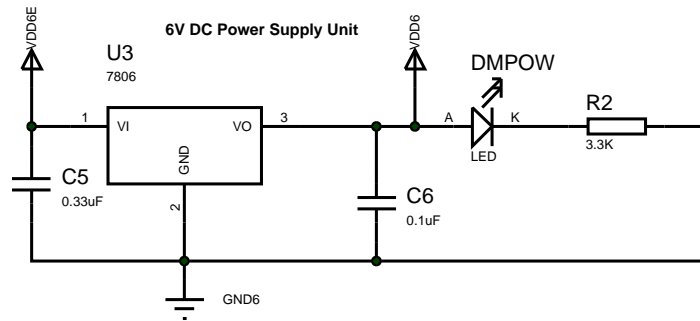 VDD6E
6V DC Power Supply Unit
VDD6
U3
7806
DMPOW
R2
1
VI
VO
3
A
K
LED
3.3K
GND
C5
0.33uF
2
C6
0.1uF
GND6